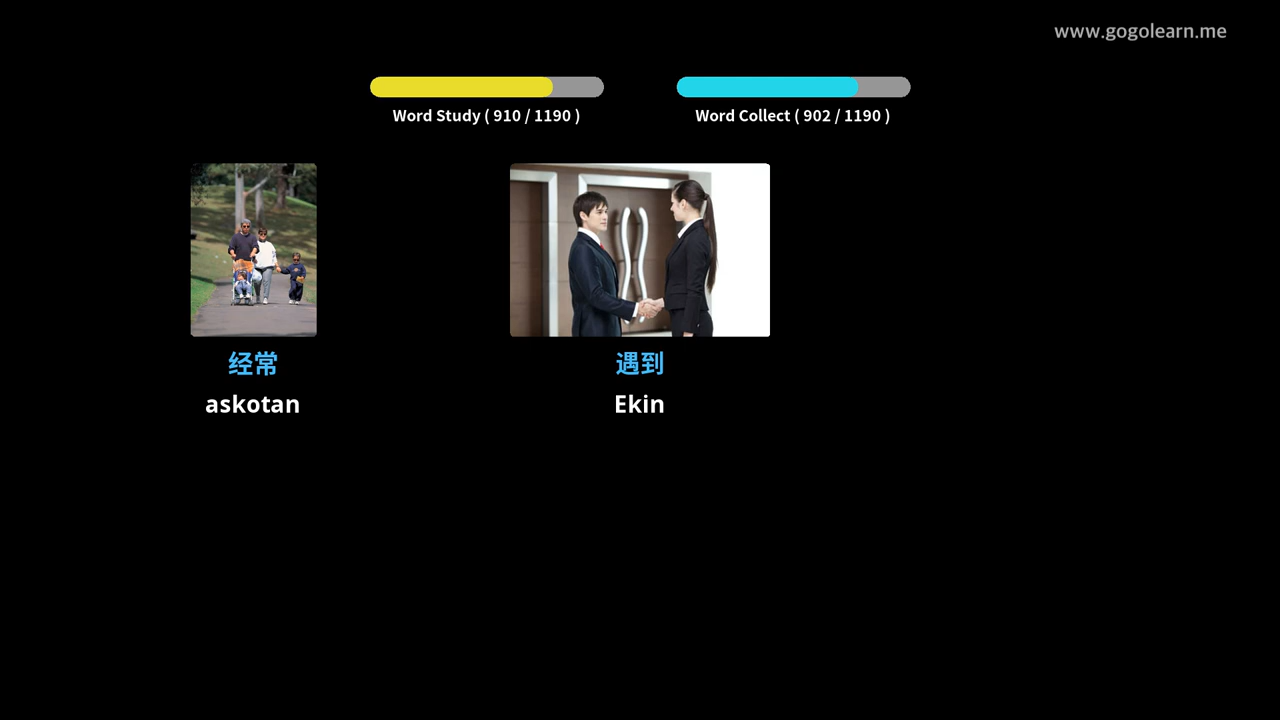 www.gogolearn.me
Word Study ( 910 / 1190 )
Word Collect ( 902 / 1190 )
经常
askotan
遇到
Ekin